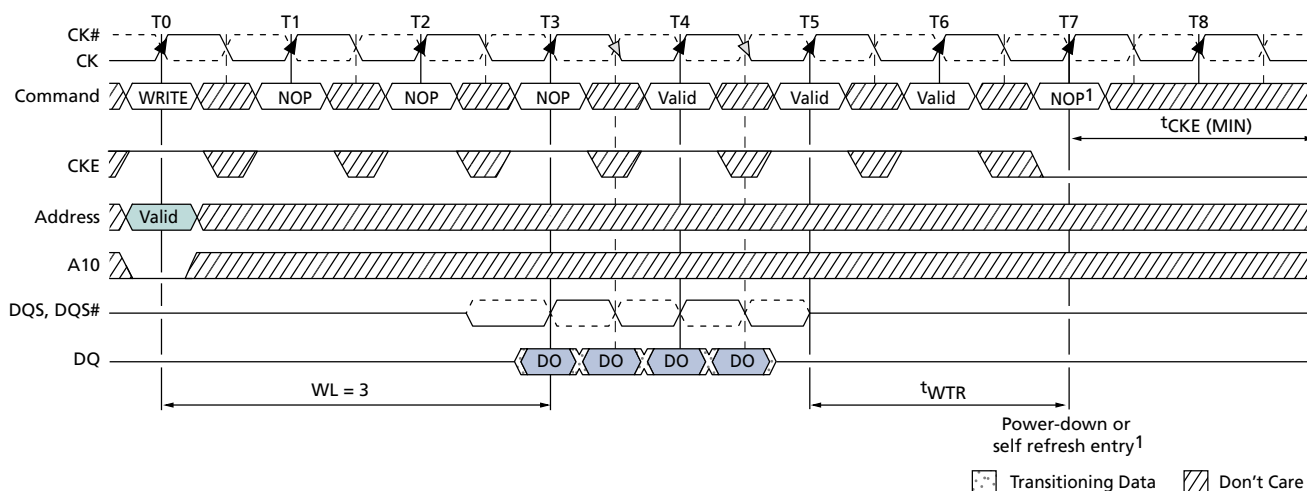 T0 T1 T2 T3 T4 T5 T6 T7 T8
CK#
CK
Command WRITE NOP NOP NOP Valid Valid Valid NOP1
tCKE (MIN)
CKE
Address Valid
A10
DQS, DQS#
DQ DO DO DO DO
WL = 3 tWTR
Power-down or
self refresh entry1
Transitioning Data Don't Care